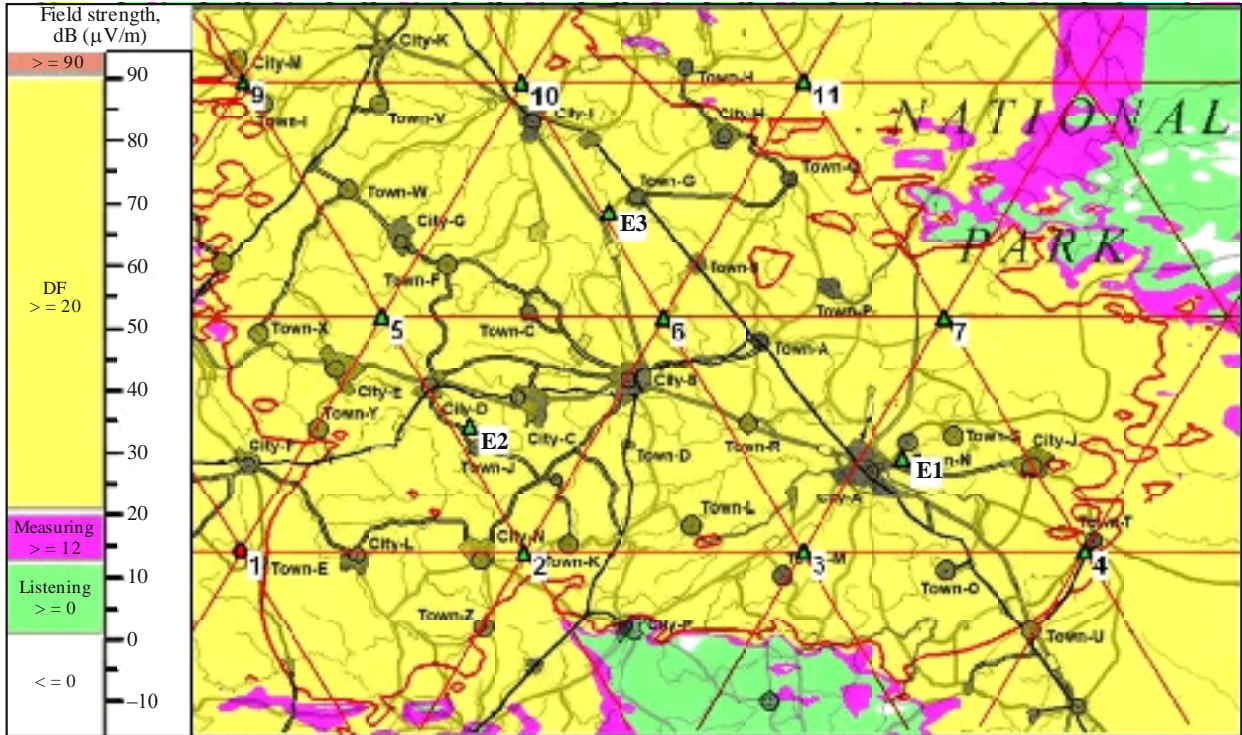 Field strength,
dB (µV/m)
>= 90
DF
>= 20
Measuring
>= 12
Listening
>= 0
<= 0
90
80
70
60
50
40
30
20
10
0
–10
City-K
City-M
9
Town-I
Town-V
10
City-I
Town-H
City-H
11
NATIONAL
PARK
Town-W
Town-G
Town-Q
City-G
E3
Town-F
Town-P
Town-X
5
Town-C
6
7
Town-A
City-E
City-B
Town-Y
City-D
City-F
E2
City-C
Town-J
Town-D
Town-R
Town-S
City-J
E1
City-A
Town-L
Town-T
1
Town-E
City-L
City-N
2
Town-K
3
4
Town-O
Town-Z
City-P
Town-U